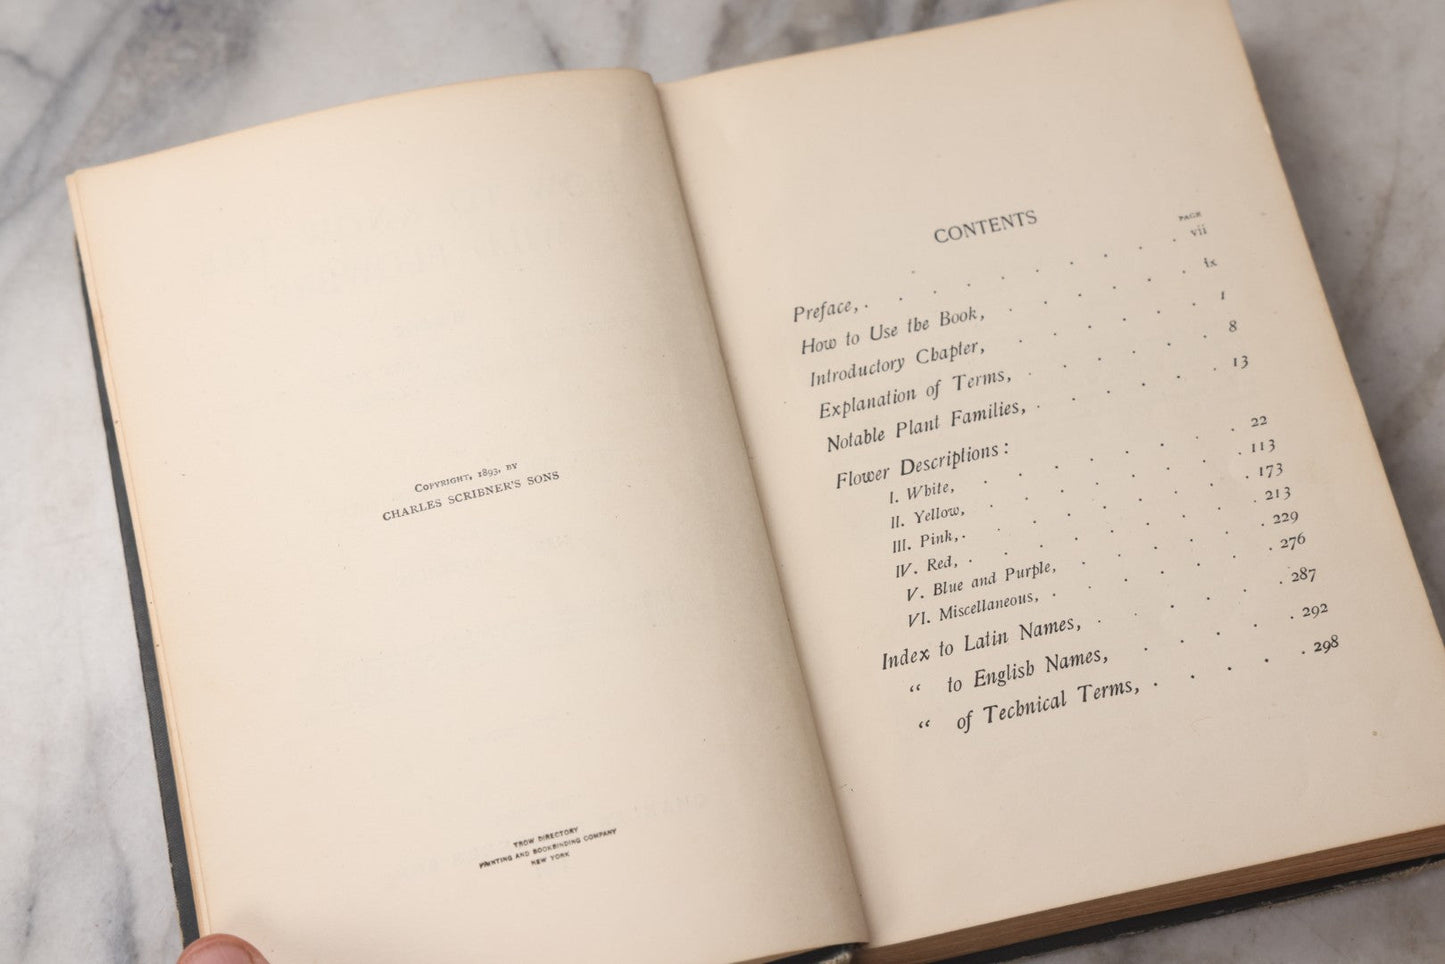 COPYRIGHT, 1893, BY
CHARLES SCRIBNER'S SONS
TROW DIRECTORY
PRINTING AND BOOKBINDING COMPANY
NEW YORK
CONTENTS
PAGE
Preface, . . . . . . . . . . vii
How to Use the Book, . . . . . . ix
Introductory Chapter, . . . . . . 1
Explanation of Terms, . . . . . . 8
Notable Plant Families, . . . . . . 13
Flower Descriptions:
I. White, . . . . . . . 22
II. Yellow, . . . . . . . 113
III. Pink, . . . . . . . . 173
IV. Red, . . . . . . . . 213
V. Blue and Purple, . . . . . . 229
VI. Miscellaneous, . . . . . . 276
Index to Latin Names, . . . . . . 287
“ to English Names, . . . . . 292
“ of Technical Terms, . . . . . 298